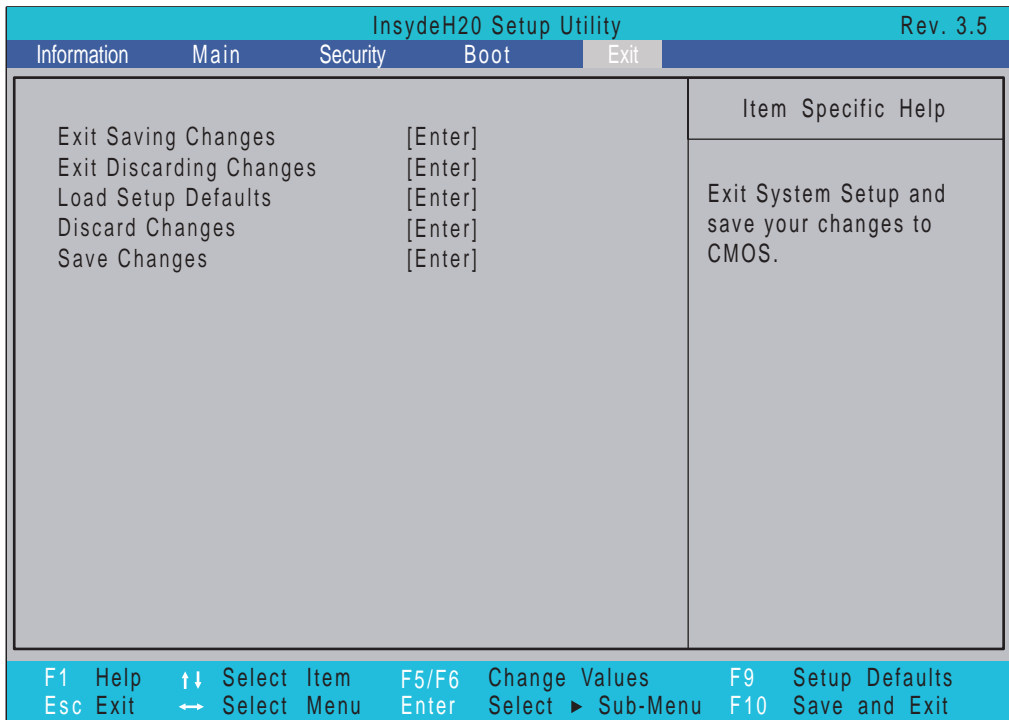 InsydeH20 Setup Utility Rev. 3.5
Information Main Security Boot Exit
Item Specific Help
Exit Saving Changes [Enter]
Exit Discarding Changes [Enter]
Load Setup Defaults [Enter]
Discard Changes [Enter]
Save Changes [Enter]
Exit System Setup and
save your changes to
CMOS.
F1 Help ↑↓ Select Item F5/F6 Change Values F9 Setup Defaults
Esc Exit ↔ Select Menu Enter Select ► Sub-Menu F10 Save and Exit